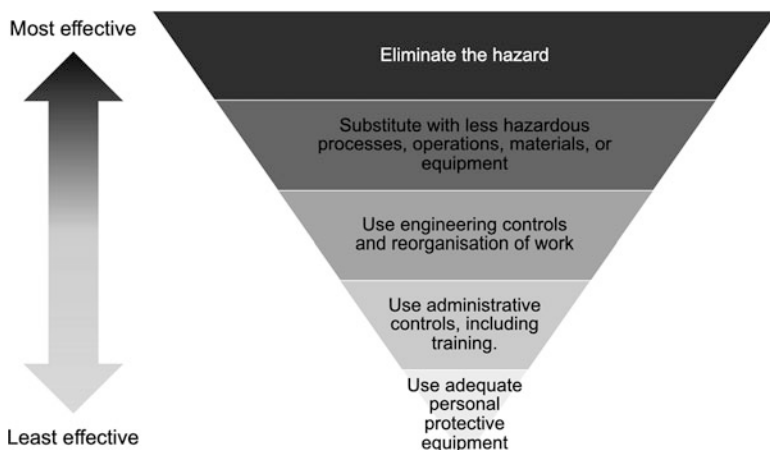 Most effective
Eliminate the hazard
Substitute with less hazardous
processes, operations, materials, or
equipment
Use engineering controls
and reorganisation of work
Use administrative
controls, including
training.
Use adequate
personal
protective
equipment
Least effective